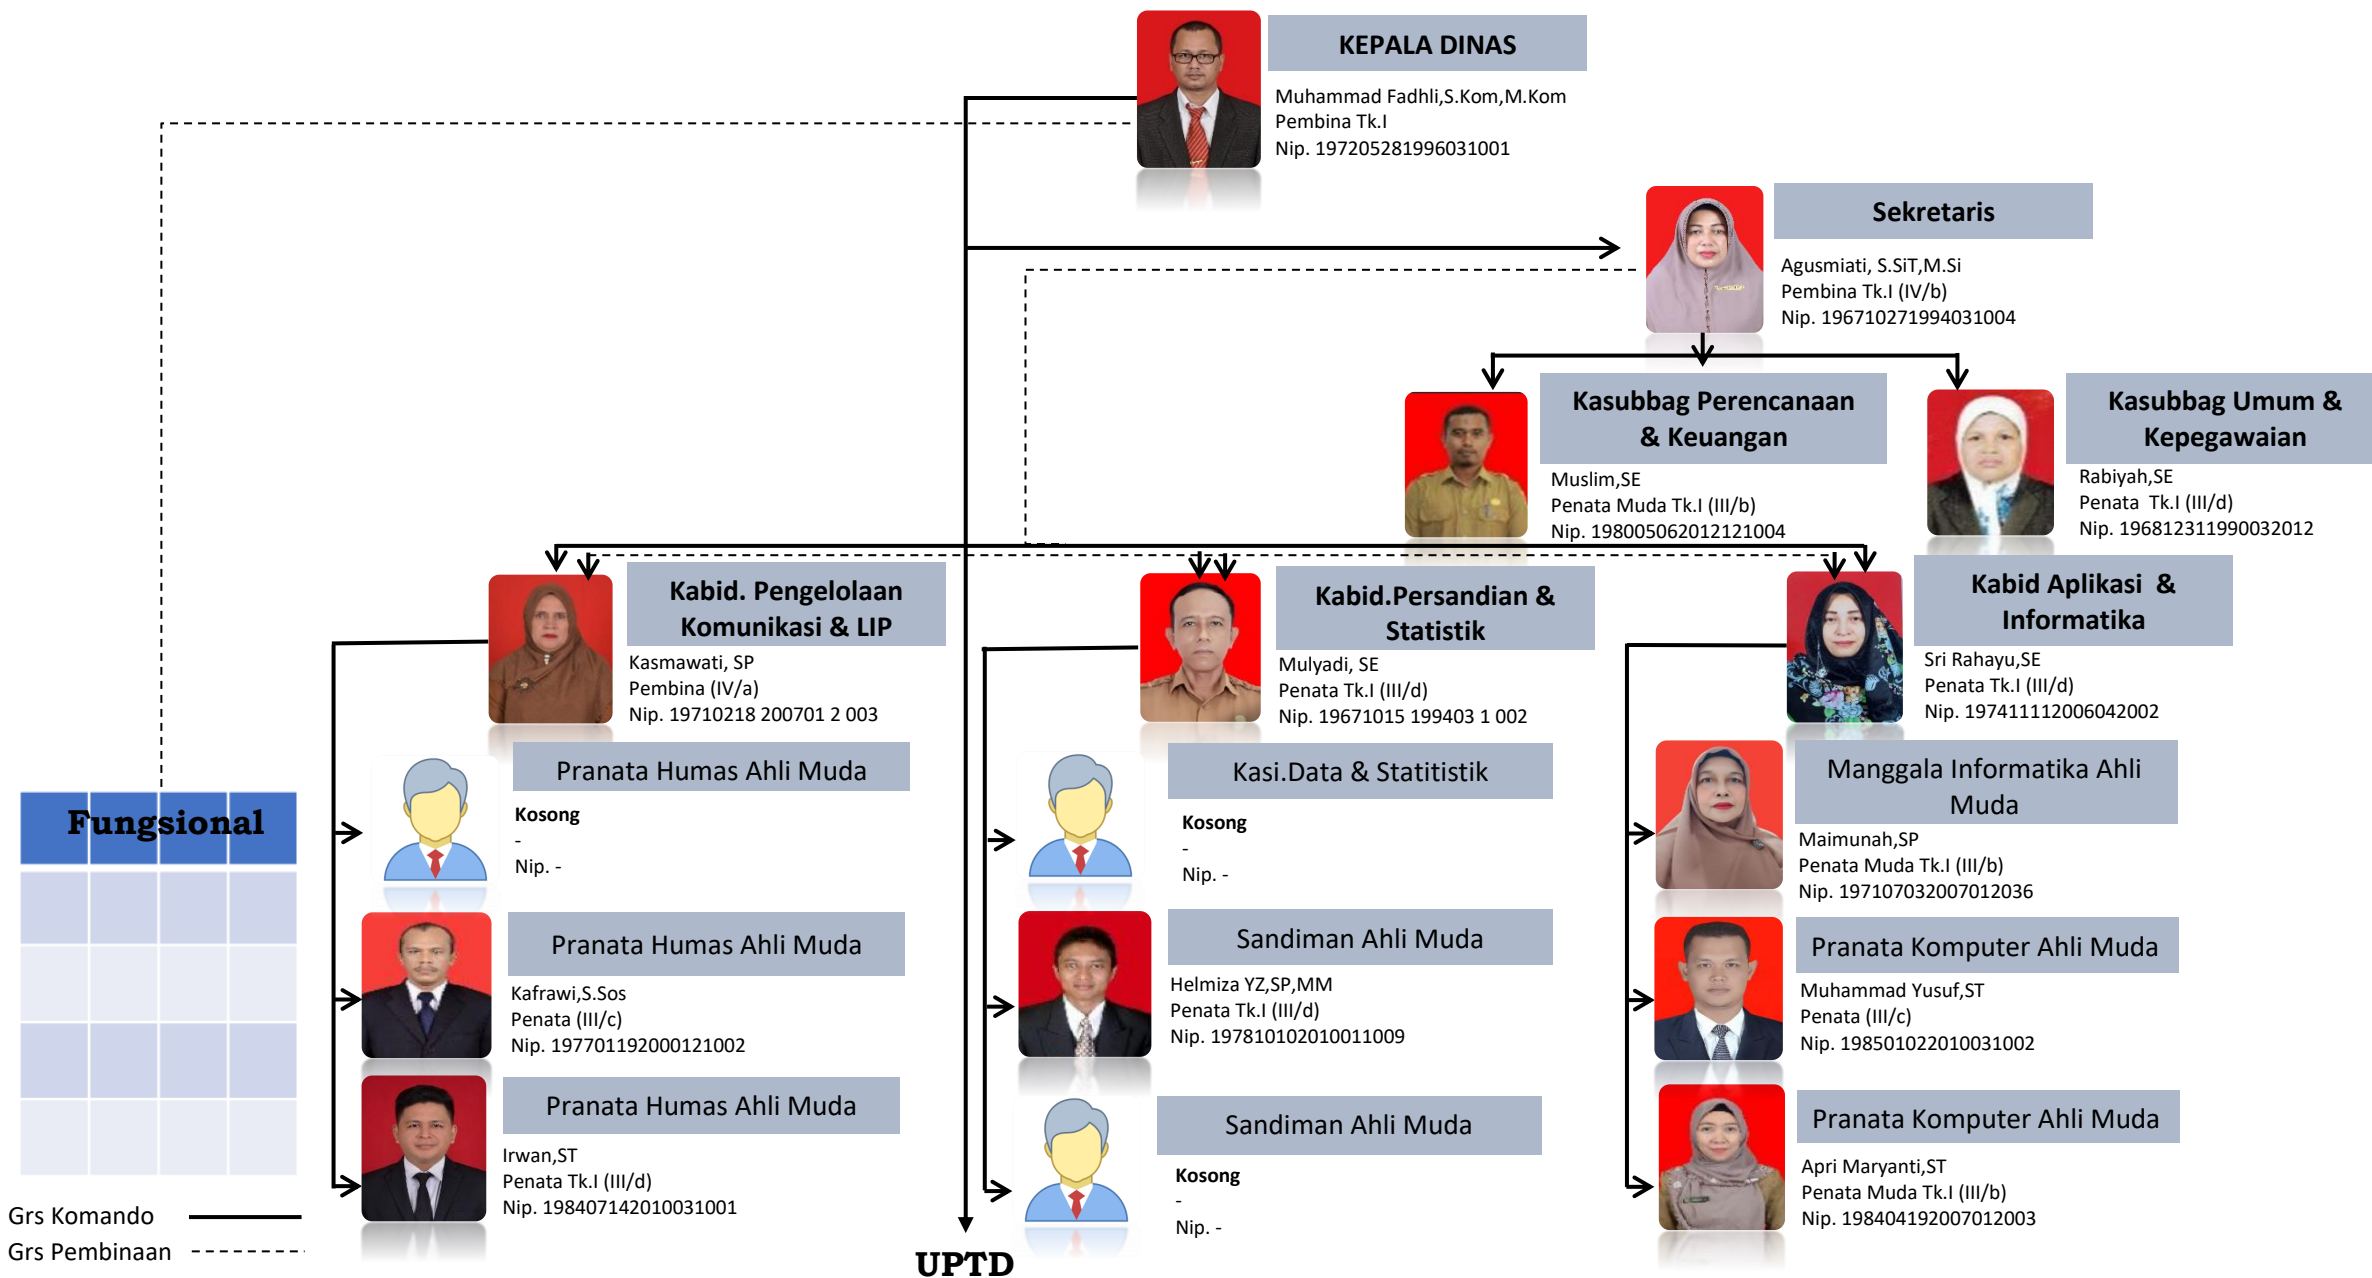 KEPALA DINAS
Muhammad Fadhli,S.Kom,M.Kom
Pembina Tk.I
Nip. 197205281996031001
Sekretaris
Agusmiati, S.SiT,M.Si
Pembina Tk.I (IV/b)
Nip. 196710271994031004
Kasubbag Perencanaan
& Keuangan
Muslim,SE
Penata Muda Tk.I (III/b)
Nip. 198005062012121004
Kasubbag Umum &
Kepegawaian
Rabiyah,SE
Penata  Tk.I (III/d)
Nip. 196812311990032012
Kabid. Pengelolaan
Komunikasi & LIP
Kasmawati, SP
Pembina (IV/a)
Nip. 19710218 200701 2 003
Kabid.Persandian &
Statistik
Mulyadi, SE
Penata Tk.I (III/d)
Nip. 19671015 199403 1 002
Kabid Aplikasi  &
Informatika
Sri Rahayu,SE
Penata Tk.I (III/d)
Nip. 197411112006042002
Pranata Humas Ahli Muda
Kosong
-
Nip. -
Pranata Humas Ahli Muda
Kafrawi,S.Sos
Penata (III/c)
Nip. 197701192000121002
Pranata Humas Ahli Muda
Irwan,ST
Penata Tk.I (III/d)
Nip. 198407142010031001
Kasi.Data & Statitistik
Kosong
-
Nip. -
Sandiman Ahli Muda
Helmiza YZ,SP,MM
Penata Tk.I (III/d)
Nip. 197810102010011009
Sandiman Ahli Muda
Kosong
-
Nip. -
Manggala Informatika Ahli
Muda
Maimunah,SP
Penata Muda Tk.I (III/b)
Nip. 197107032007012036
Pranata Komputer Ahli Muda
Muhammad Yusuf,ST
Penata (III/c)
Nip. 198501022010031002
Pranata Komputer Ahli Muda
Apri Maryanti,ST
Penata Muda Tk.I (III/b)
Nip. 198404192007012003
Fungsional
Grs Komando
Grs Pembinaan
UPTD